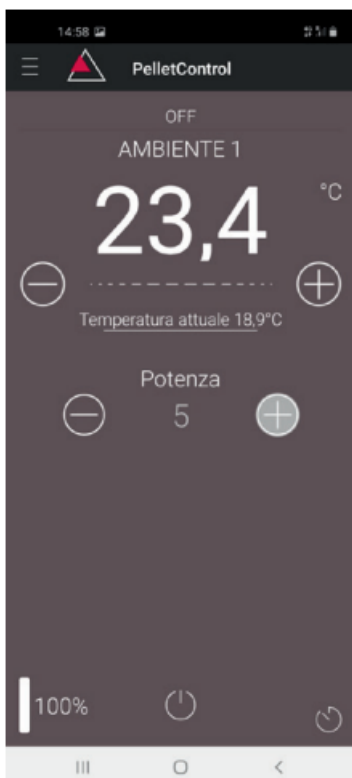 14:58
PelletControl
OFF
AMBIENTE 1
23,4 °C
Temperatura attuale 18,9°C
Potenza
5
100%